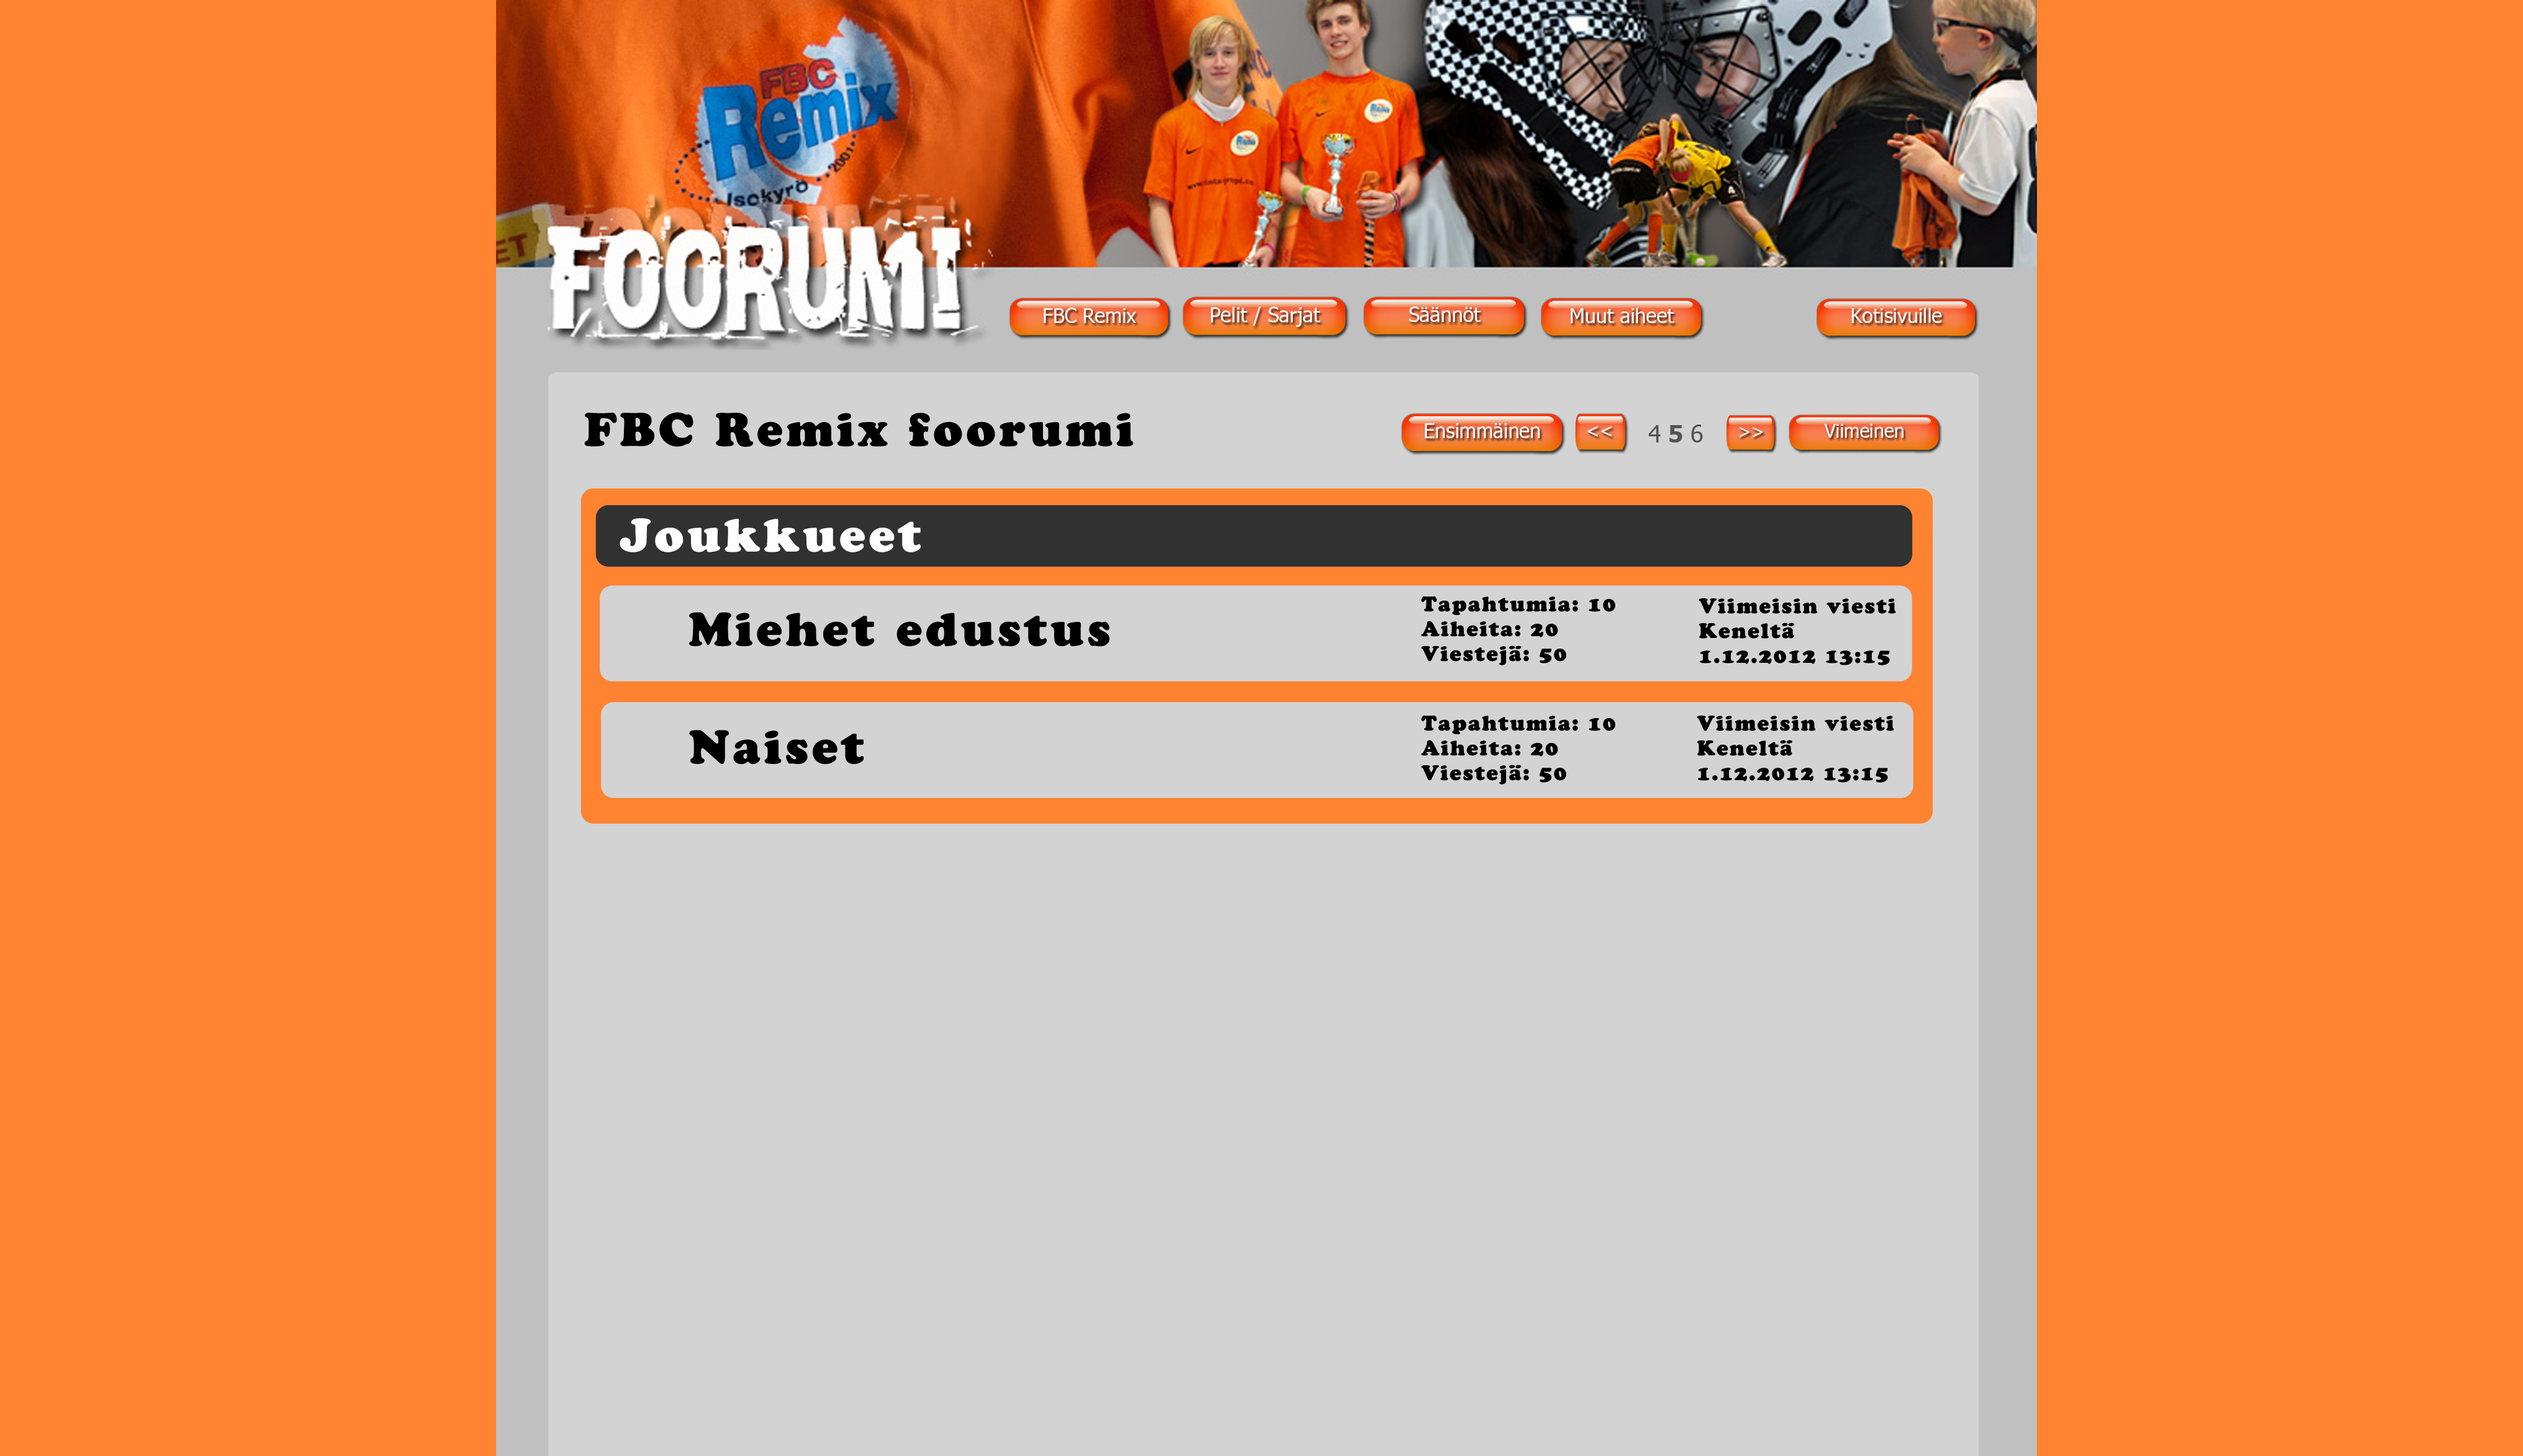 FBC
Remix
2001
Isokyrö
ET
FOORUMI
FBC Remix
Pelit / Sarjat
Säännöt
Muut aiheet
Kotisivuille
FBC Remix foorumi
Ensimmäinen
<<
4 5 6
>>
Viimeinen
Joukkueet
Miehet edustus
Tapahtumia: 10
Aiheita: 20
Viestejä: 50
Viimeisin viesti
Keneltä
1.12.2012 13:15
Naiset
Tapahtumia: 10
Aiheita: 20
Viestejä: 50
Viimeisin viesti
Keneltä
1.12.2012 13:15